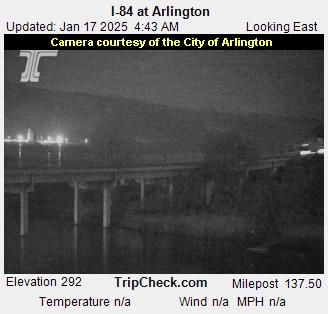 I-84 at Arlington
Updated: Jan 17 2025 4:43 AM Looking East
Camera courtesy of the City of Arlington
Elevation 292 TripCheck.com Milepost 137.50
Temperature n/a Wind n/a MPH n/a